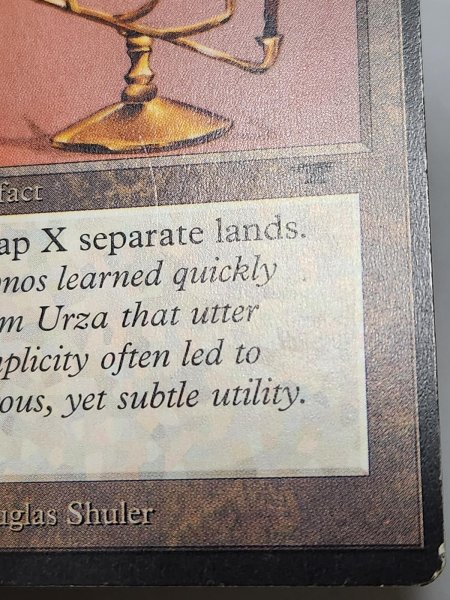 fact
ap X separate lands.
nos learned quickly
m Urza that utter
plicity often led to
ous, yet subtle utility.
uglas Shuler